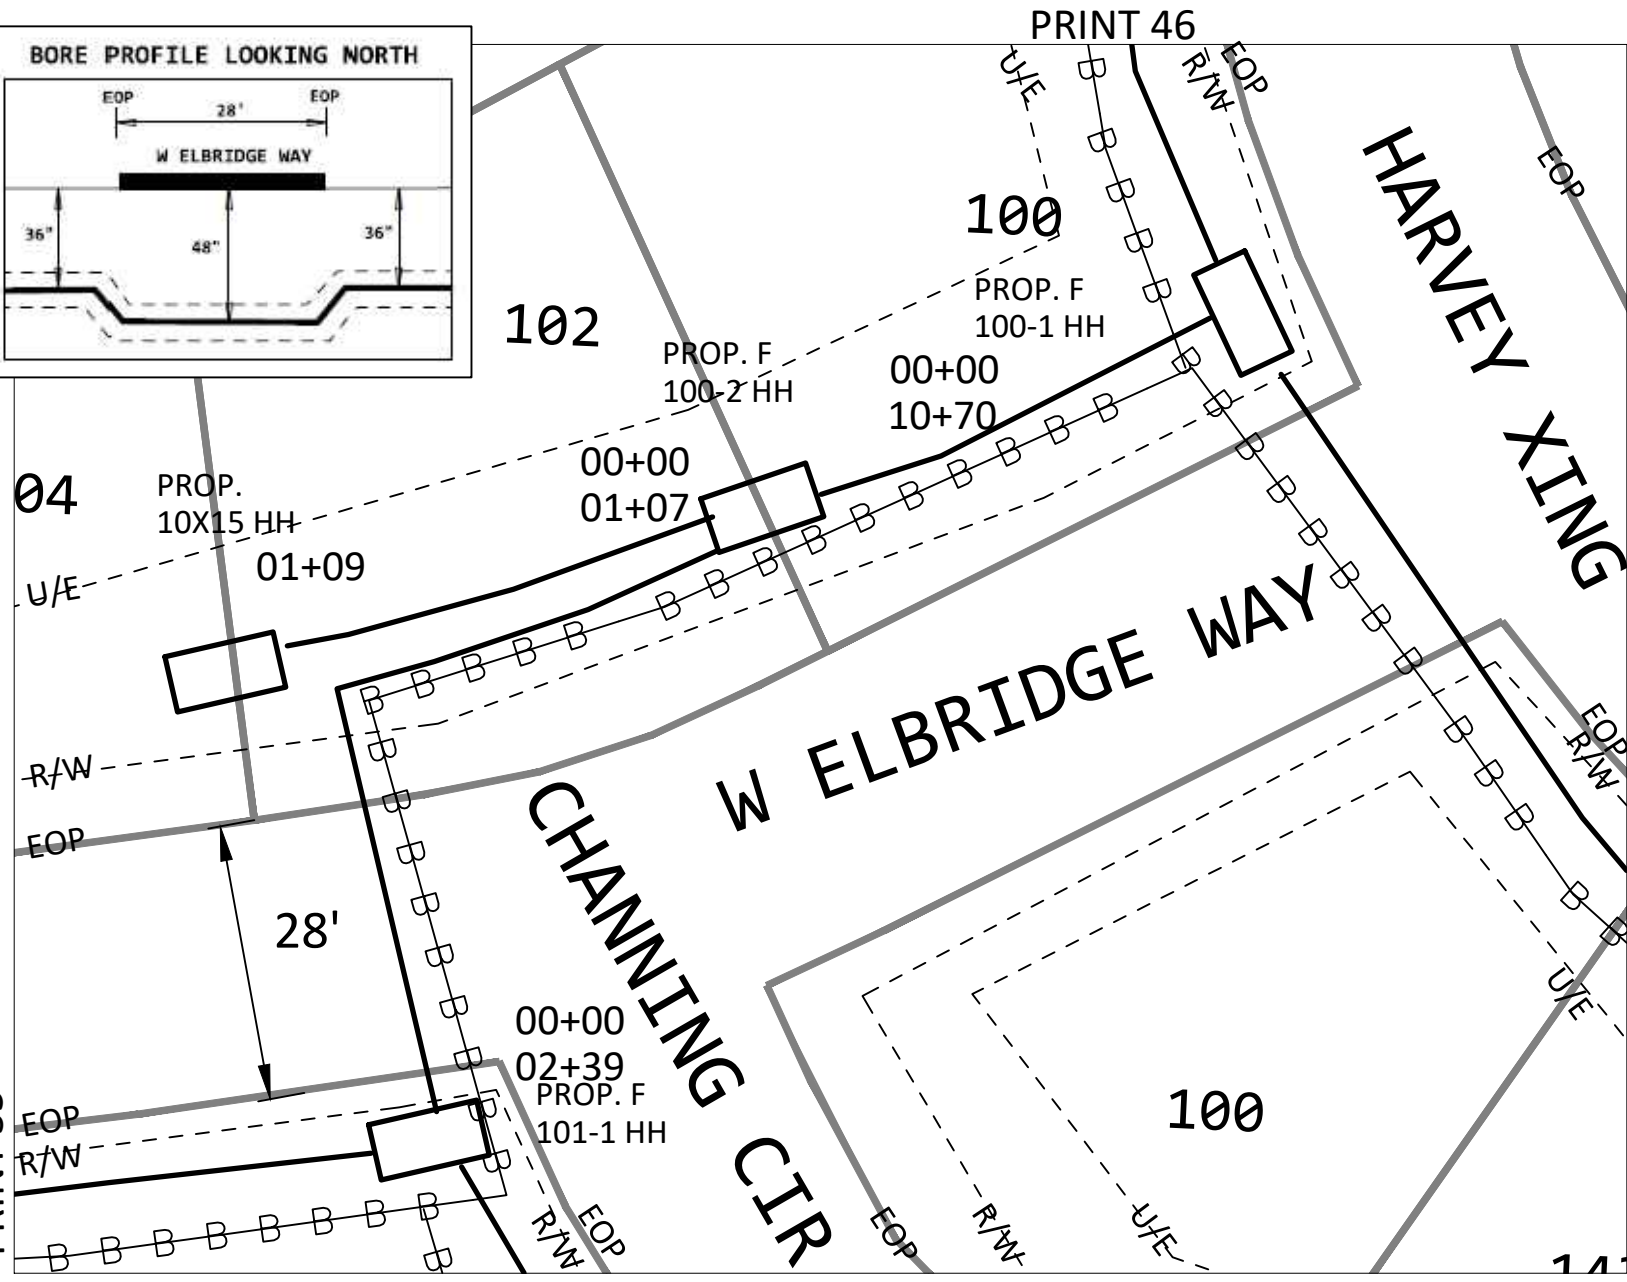 PRINT 46
BORE PROFILE LOOKING NORTH
EOP
EOP
28'
W ELBRIDGE WAY
36"
48"
36"
U/E
R/W
EOP
EOP
HARVEY XING
100
102
PROP. F
100-1 HH
PROP. F
100-2 HH
00+00
10+70
00+00
01+07
04
PROP.
10X15 HH
01+09
U/E
R/W
EOP
W ELBRIDGE WAY
CHANNING CIR
28'
EOP
R/W
U/E
00+00
02+39
PROP. F
101-1 HH
100
EOP
R/W
R/W
EOP
EOP
R/W
U/E
B B B B B B
B B B B B B B B B B B B B B B
B B B B B B B B B B B B
B B B B B B B B B
B B B B B B B B
B